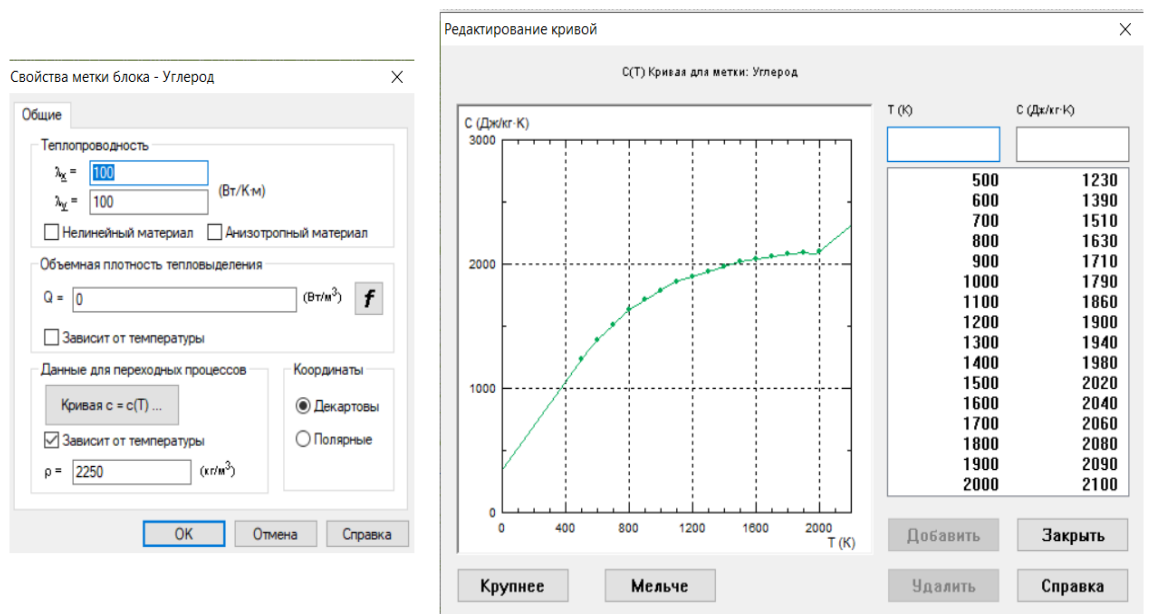 Свойства метки блока - Углерод
Общие
Теплопроводность
λx = 100
(Вт/К·м)
λy = 100
Нелинейный материал Анизотропный материал
Объемная плотность тепловыделения
Q = 0 (Вт/м3) f
Зависит от температуры
Данные для переходных процессов
Кривая c = c(T) ...
Зависит от температуры
ρ = 2250 (кг/м3)
Координаты
Декартовы
Полярные
OK Отмена Справка
Редактирование кривой
C(T) Кривая для метки: Углерод
C (Дж/кг·К)
3000
2000
1000
0
0 400 800 1200 1600 2000
T (K)
T (K) C (Дж/кг·К)
500 1230
600 1390
700 1510
800 1630
900 1710
1000 1790
1100 1860
1200 1900
1300 1940
1400 1980
1500 2020
1600 2040
1700 2060
1800 2080
1900 2090
2000 2100
Добавить Закрыть
Крупнее Мельче Удалить Справка